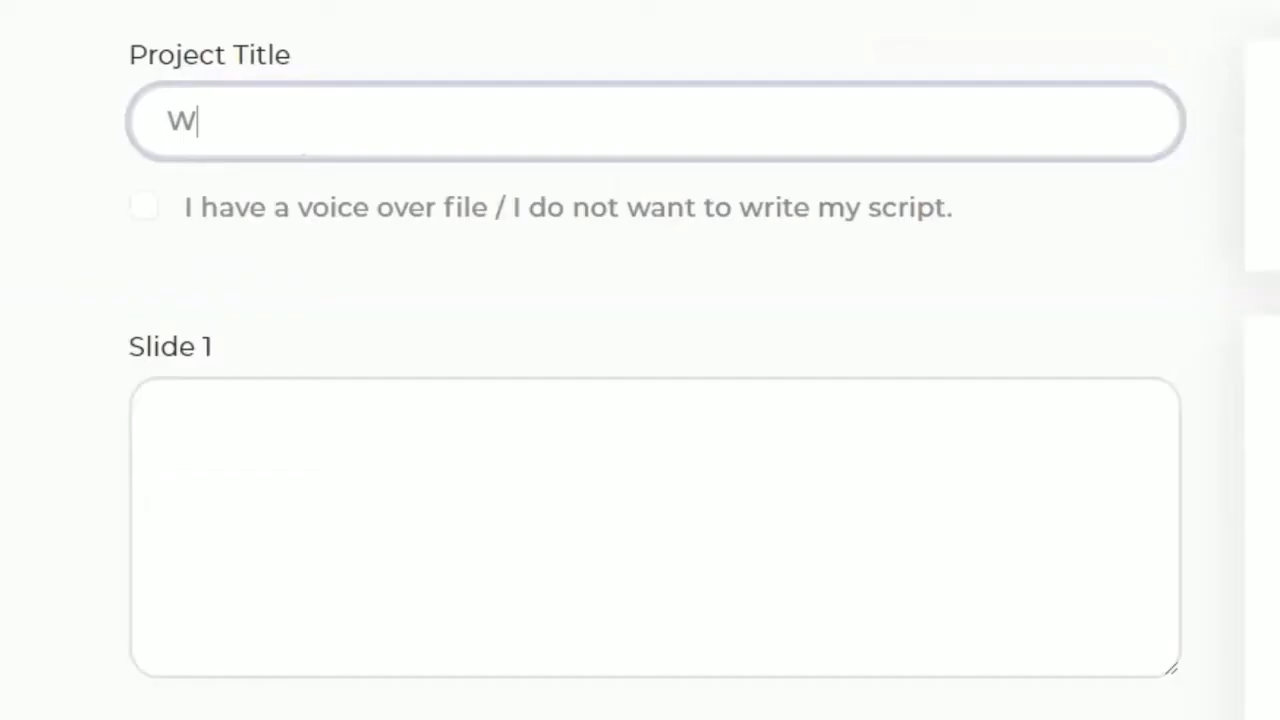 Project Title
W
I have a voice over file / I do not want to write my script.
Slide 1